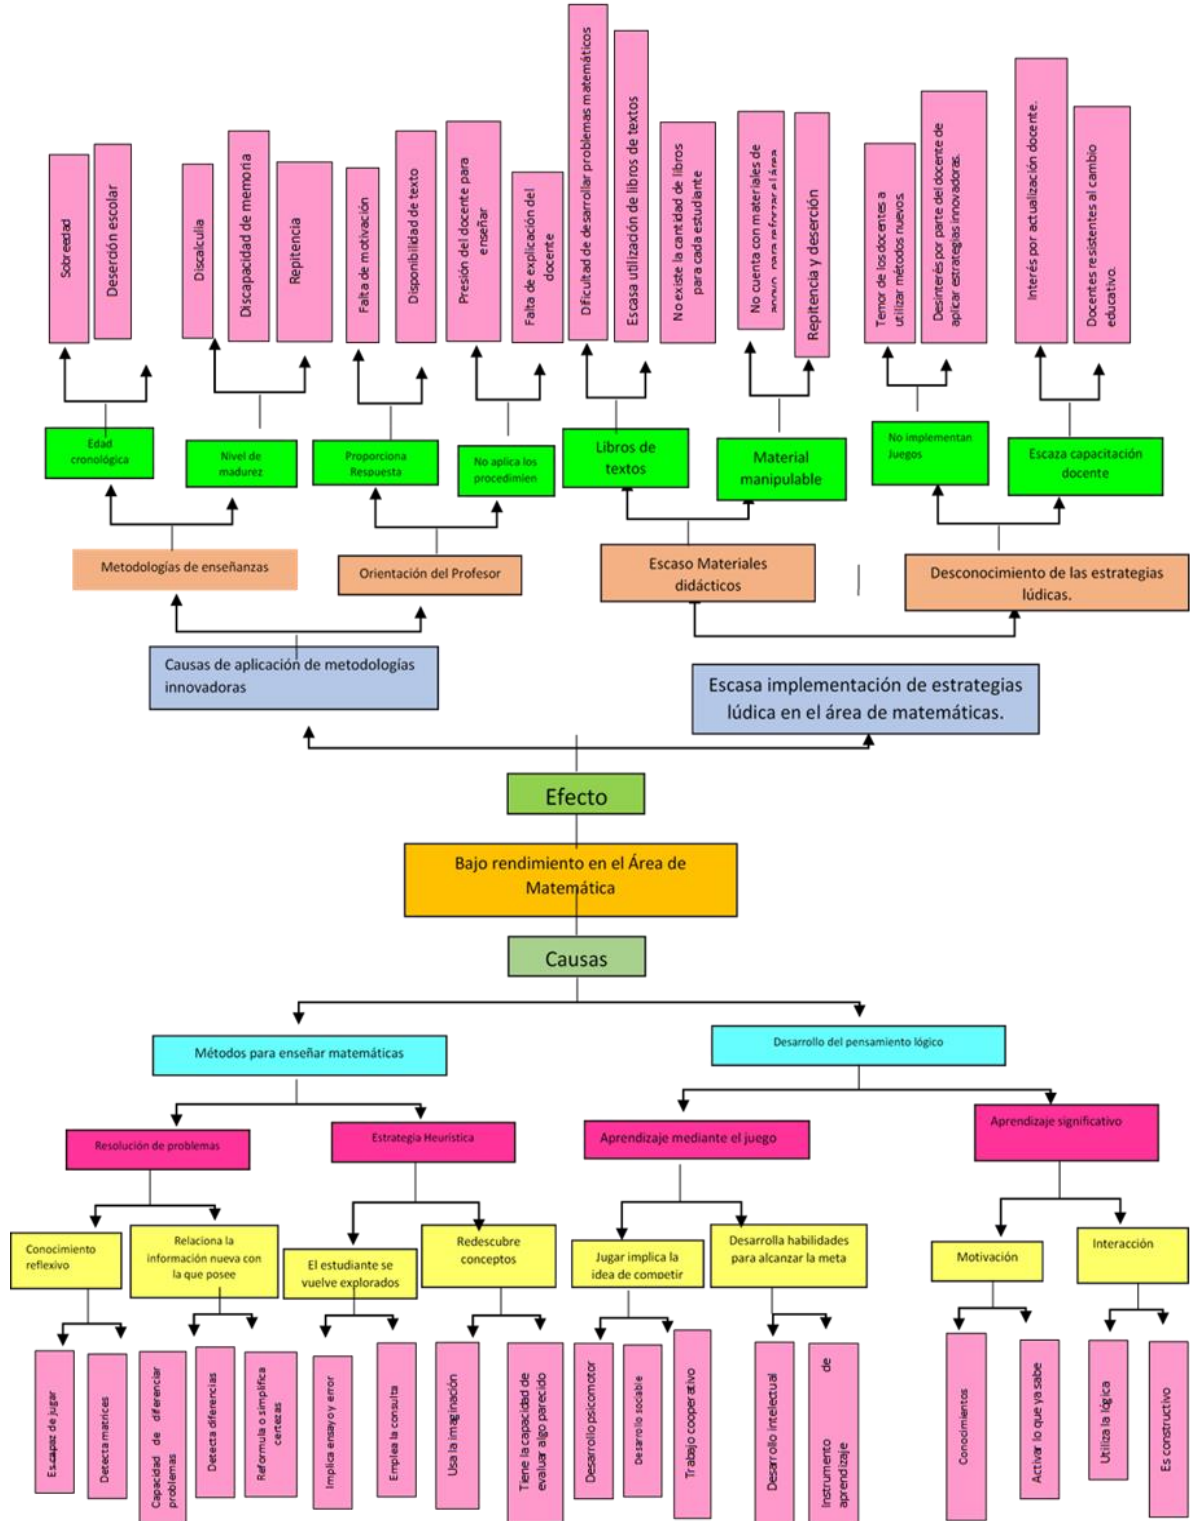 Sobreedad
Deserción escolar
Discalculia
Discapacidad de memoria
Repitencia
Falta de motivación
Disponibilidad de texto
Presión del docente para
enseñar
Falta de explicación del
docente
Dificultad de desarrollar problemas matemáticos
Escasa utilización de libros de textos
No existe la cantidad de libros
para cada estudiante
No cuenta con materiales de
apoyo para reforzar el área
Repitencia y deserción
Temor de los docentes a
utilizar métodos nuevos.
Desinterés por parte del docente de
aplicar estrategias innovadoras.
Interés por actualización docente.
Docentes resistentes al cambio
educativo.
Edad
cronológica
Nivel de
madurez
Proporciona
Respuesta
No aplica los
procedimien
Libros de
textos
Material
manipulable
No implementan
Juegos
Escaza capacitación
docente
Metodologías de enseñanzas
Orientación del Profesor
Escaso Materiales
didácticos
Desconocimiento de las estrategias
lúdicas.
Causas de aplicación de metodologías
innovadoras
Escasa implementación de estrategias
lúdica en el área de matemáticas.
Efecto
Bajo rendimiento en el Área de
Matemática
Causas
Métodos para enseñar matemáticas
Desarrollo del pensamiento lógico
Resolución de problemas
Estrategia Heurística
Aprendizaje mediante el juego
Aprendizaje significativo
Conocimiento
reflexivo
Relaciona la
información nueva con
la que posee
El estudiante se
vuelve explorados
Redescubre
conceptos
Jugar implica la
idea de competir
Desarrolla habilidades
para alcanzar la meta
Motivación
Interacción
Es capaz de jugar
Detecta matrices
Capacidad de diferenciar
problemas
Detecta diferencias
Reformula o simplifica
certezas
Implica ensayo y error
Emplea la consulta
Usa la imaginación
Tiene la capacidad de
evaluar algo parecido
Desarrollo psicomotor
Desarrollo sociable
Trabajo cooperativo
Desarrollo intelectual
Instrumento de
aprendizaje
Conocimientos
Activar lo que ya sabe
Utiliza la lógica
Es constructivo